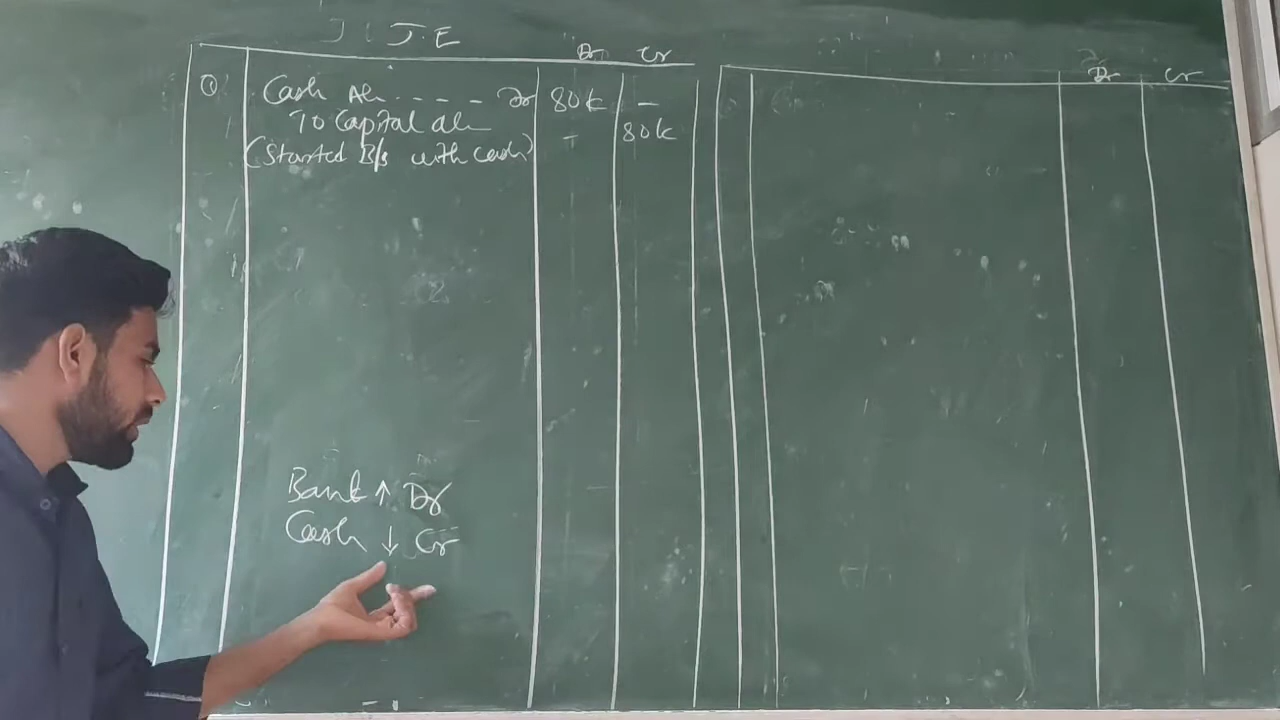 J.E
Dr Cr
① Cash A/c .... Dr 80k -
To Capital a/c 80k
(Started B/s with cash)
Bank ↑ Dr
Cash ↓ Cr
Dr Cr